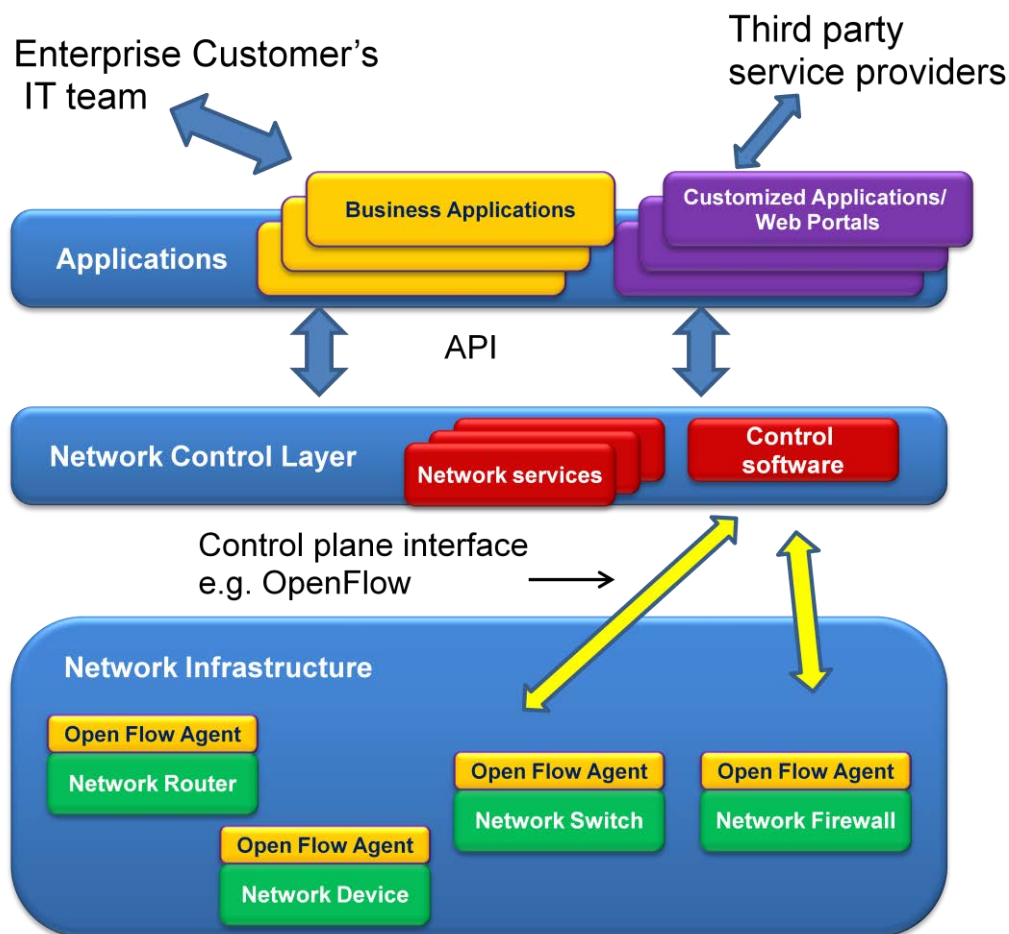 Enterprise Customer’s
IT team
Third party
service providers
Business Applications
Customized Applications/
Web Portals
Applications
API
Network Control Layer
Network services
Control
software
Control plane interface
e.g. OpenFlow
Network Infrastructure
Open Flow Agent
Network Router
Open Flow Agent
Network Switch
Open Flow Agent
Network Firewall
Open Flow Agent
Network Device